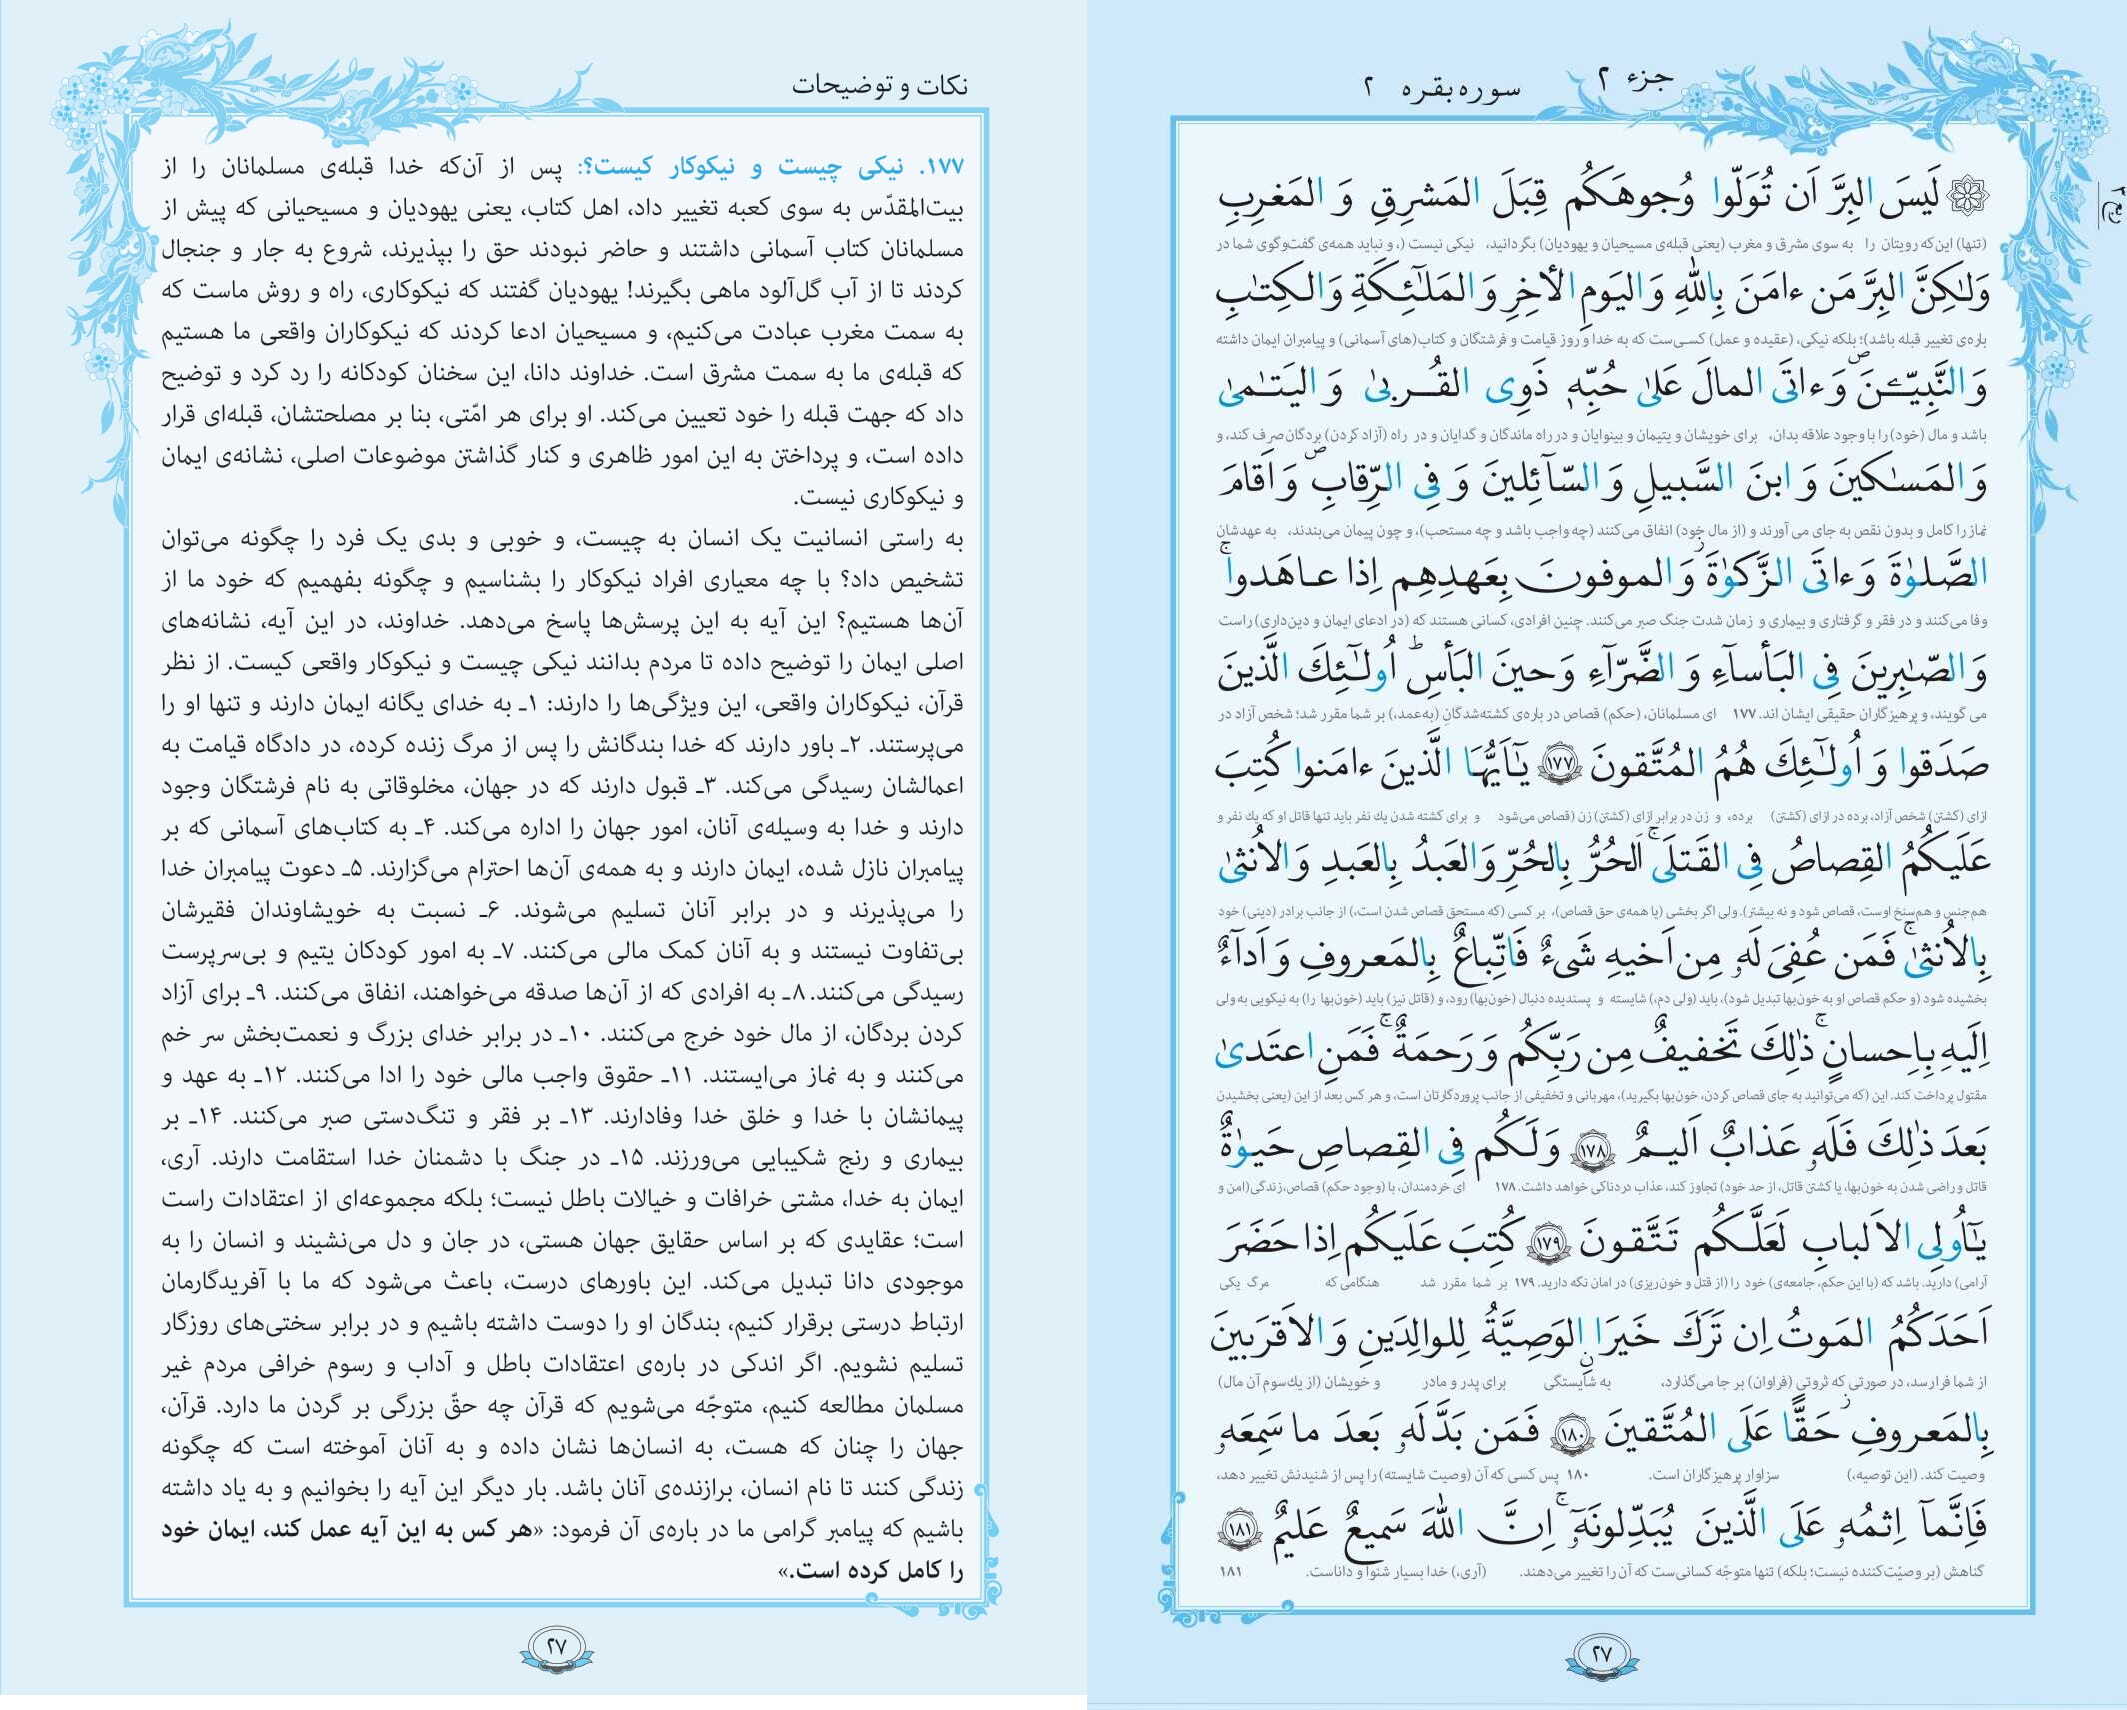 جزء ۲
سوره بقره ۲
لَیسَ البِرَّ اَن تُوَلّوا وُجوهَکُم قِبَلَ المَشرِقِ وَ المَغرِبِ
(تنها) این‌که رویتان را به سوی مشرق و مغرب (یعنی قبله‌ی مسیحیان و یهودیان) بگردانید، نیکی نیست (، و نباید همه‌ی گفت‌وگوی شما در
وَلٰکِنَّ البِرَّ مَن ءامَنَ بِاللّٰهِ وَ الیَومِ الأخِرِ وَ المَلٰٓئِکَةِ وَ الکِتٰبِ
باره‌ی تغییر قبله باشد)؛ بلکه نیکی، (عقیده و عمل) کسی‌ست که به خدا و روز قیامت و فرشتگان و کتاب(های آسمانی) و پیامبران ایمان داشته
وَ النَّبِیّـۧنَ وَ ءاتَی المالَ عَلیٰ حُبِّهٖ ذَوِی القُربیٰ وَ الیَتٰمیٰ
باشد و مال (خود) را با وجود علاقه بدان، برای خویشان و یتیمان و بینوایان و در راه ماندگان و گدایان و در راه (آزاد کردن) بردگان صرف کند، و
وَ المَسٰکینَ وَ ابنَ السَّبیلِ وَ السّآئِلینَ وَ فِی الرِّقابِ وَ اَقامَ
نماز را کامل و بدون نقص به جای می آورند و (از مال خود) انفاق می‌کنند (چه واجب باشد و چه مستحب)، و چون پیمان می‌بندند، به عهدشان
الصَّلوٰةَ وَ ءاتَی الزَّکوٰةَ وَ الموفونَ بِعَهدِهِم اِذا عاهَدوا
وفا می‌کنند و در فقر و گرفتاری و بیماری و زمان شدت جنگ صبر می‌کنند. چنین افرادی، کسانی هستند که (در ادعای ایمان و دین‌داری) راست
وَ الصّٰبِرینَ فِی البَأسآءِ وَ الضَّرّآءِ وَ حینَ البَأسِ اُولٰٓئِکَ الَّذینَ
می گویند، و پرهیزگاران حقیقی ایشان اند. ۱۷۷ ای مسلمانان، (حکم) قصاص در باره‌ی کشته‌شدگانِ (به‌عمد،) بر شما مقرر شد؛ شخص آزاد در
صَدَقوا وَ اُولٰٓئِکَ هُمُ المُتَّقونَ ۱۷۷ یٰٓاَیُّهَا الَّذینَ ءامَنوا کُتِبَ
ازای (کشتن) شخص آزاد، برده در ازای (کشتن) برده، و زن در برابر ازای (کشتن) زن (قصاص می‌شود و برای کشته شدن یك نفر باید تنها قاتل او که یك نفر و
عَلَیکُمُ القِصاصُ فِی القَتلَی اَلحُرُّ بِالحُرِّ وَ العَبدُ بِالعَبدِ وَ الاُنثیٰ
هم‌جنس و هم‌سنخ اوست، قصاص شود و نه بیشتر). ولی اگر بخشی (یا همه‌ی حق قصاص)، بر کسی (که مستحق قصاص شدن است،) از جانب برادر (دینی) خود
بِالاُنثیٰ فَمَن عُفِیَ لَهٗ مِن اَخیهِ شَیءٌ فَاتِّباعٌ بِالمَعروفِ وَ اَدآءٌ
بخشیده شود (و حکم قصاص او به خون‌بها تبدیل شود)، باید (ولی دم،) شایسته و پسندیده دنبال (خون‌بها) رود، و (قاتل نیز) باید (خون‌بها را) به نیکویی به ولی
اِلَیهِ بِاِحسانٍ ذٰلِکَ تَخفیفٌ مِن رَبِّکُم وَ رَحمَةٌ فَمَنِ اعتَدیٰ
مقتول پرداخت کند. این (که می‌توانید به جای قصاص کردن، خون‌بها بگیرید)، مهربانی و تخفیفی از جانب پروردگارتان است، و هر کس بعد از این (یعنی بخشیدن
بَعدَ ذٰلِکَ فَلَهٗ عَذابٌ اَلیمٌ ۱۷۸ وَ لَکُم فِی القِصاصِ حَیوٰةٌ
قاتل و راضی شدن به خون‌بها، یا کشتن قاتل، از حد خود) تجاوز کند، عذاب دردناکی خواهد داشت. ۱۷۸ ای خردمندان، با (وجود حکم) قصاص، زندگی(امن و
یٰٓاُولِی الاَلبابِ لَعَلَّکُم تَتَّقونَ ۱۷۹ کُتِبَ عَلَیکُم اِذا حَضَرَ
آرامی) دارید. باشد که (با این حکم، جامعه‌ی) خود را (از قتل و خون‌ریزی) در امان نگه دارید. ۱۷۹ بر شما مقرر شد هنگامی که مرگ یکی
اَحَدَکُمُ المَوتُ اِن تَرَکَ خَیرًا الوَصِیَّةُ لِلوالِدَینِ وَ الاَقرَبینَ
از شما فرا رسد، در صورتی که ثروتی (فراوان) بر جا می‌گذارد، به شایستگی برای پدر و مادر و خویشان (از یك‌سوم آن مال)
بِالمَعروفِ حَقًّا عَلَی المُتَّقینَ ۱۸۰ فَمَن بَدَّلَهٗ بَعدَ ما سَمِعَهٗ
وصیت کند. (این توصیه،) سزاوار پرهیزگاران است. ۱۸۰ پس کسی که آن (وصیت شایسته) را پس از شنیدنش تغییر دهد،
فَاِنَّمآ اِثمُهٗ عَلَی الَّذینَ یُبَدِّلونَهٗٓ اِنَّ اللّٰهَ سَمیعٌ عَلیمٌ ۱۸۱
گناهش (بر وصیّت‌کننده نیست؛ بلکه) تنها متوجّه کسانی‌ست که آن را تغییر می‌دهند. (آری،) خدا بسیار شنوا و داناست. ۱۸۱
۲۷
نکات و توضیحات
۱۷۷. نیکی چیست و نیکوکار کیست؟: پس از آن‌که خدا قبله‌ی مسلمانان را از
بیت‌المقدّس به سوی کعبه تغییر داد، اهل کتاب، یعنی یهودیان و مسیحیانی که پیش از
مسلمانان کتاب آسمانی داشتند و حاضر نبودند حق را بپذیرند، شروع به جار و جنجال
کردند تا از آب گل‌آلود ماهی بگیرند! یهودیان گفتند که نیکوکاری، راه و روش ماست که
به سمت مغرب عبادت می‌کنیم، و مسیحیان ادعا کردند که نیکوکاران واقعی ما هستیم
که قبله‌ی ما به سمت مشرق است. خداوند دانا، این سخنان کودکانه را رد کرد و توضیح
داد که جهت قبله را خود تعیین می‌کند. او برای هر امّتی، بنا بر مصلحتشان، قبله‌ای قرار
داده است، و پرداختن به این امور ظاهری و کنار گذاشتن موضوعات اصلی، نشانه‌ی ایمان
و نیکوکاری نیست.
به راستی انسانیت یک انسان به چیست، و خوبی و بدی یک فرد را چگونه می‌توان
تشخیص داد؟ با چه معیاری افراد نیکوکار را بشناسیم و چگونه بفهمیم که خود ما از
آن‌ها هستیم؟ این آیه به این پرسش‌ها پاسخ می‌دهد. خداوند، در این آیه، نشانه‌های
اصلی ایمان را توضیح داده تا مردم بدانند نیکی چیست و نیکوکار واقعی کیست. از نظر
قرآن، نیکوکاران واقعی، این ویژگی‌ها را دارند: ۱ـ به خدای یگانه ایمان دارند و تنها او را
می‌پرستند. ۲ـ باور دارند که خدا بندگانش را پس از مرگ زنده کرده، در دادگاه قیامت به
اعمالشان رسیدگی می‌کند. ۳ـ قبول دارند که در جهان، مخلوقاتی به نام فرشتگان وجود
دارند و خدا به وسیله‌ی آنان، امور جهان را اداره می‌کند. ۴ـ به کتاب‌های آسمانی که بر
پیامبران نازل شده، ایمان دارند و به همه‌ی آن‌ها احترام می‌گزارند. ۵ـ دعوت پیامبران خدا
را می‌پذیرند و در برابر آنان تسلیم می‌شوند. ۶ـ نسبت به خویشاوندان فقیرشان
بی‌تفاوت نیستند و به آنان کمک مالی می‌کنند. ۷ـ به امور کودکان یتیم و بی‌سرپرست
رسیدگی می‌کنند. ۸ـ به افرادی که از آن‌ها صدقه می‌خواهند، انفاق می‌کنند. ۹ـ برای آزاد
کردن بردگان، از مال خود خرج می‌کنند. ۱۰ـ در برابر خدای بزرگ و نعمت‌بخش سر خم
می‌کنند و به نماز می‌ایستند. ۱۱ـ حقوق واجب مالی خود را ادا می‌کنند. ۱۲ـ به عهد و
پیمانشان با خدا و خلق خدا وفادارند. ۱۳ـ بر فقر و تنگ‌دستی صبر می‌کنند. ۱۴ـ بر
بیماری و رنج شکیبایی می‌ورزند. ۱۵ـ در جنگ با دشمنان خدا استقامت دارند. آری،
ایمان به خدا، مشتی خرافات و خیالات باطل نیست؛ بلکه مجموعه‌ای از اعتقادات راست
است؛ عقایدی که بر اساس حقایق جهان هستی، در جان و دل می‌نشیند و انسان را به
موجودی دانا تبدیل می‌کند. این باورهای درست، باعث می‌شود که ما با آفریدگارمان
ارتباط درستی برقرار کنیم، بندگان او را دوست داشته باشیم و در برابر سختی‌های روزگار
تسلیم نشویم. اگر اندکی در باره‌ی اعتقادات باطل و آداب و رسوم خرافی مردم غیر
مسلمان مطالعه کنیم، متوجّه می‌شویم که قرآن چه حقّ بزرگی بر گردن ما دارد. قرآن،
جهان را چنان که هست، به انسان‌ها نشان داده و به آنان آموخته است که چگونه
زندگی کنند تا نام انسان، برازنده‌ی آنان باشد. بار دیگر این آیه را بخوانیم و به یاد داشته
باشیم که پیامبر گرامی ما در باره‌ی آن فرمود: «هر کس به این آیه عمل کند، ایمان خود
را کامل کرده است.»
۲۷